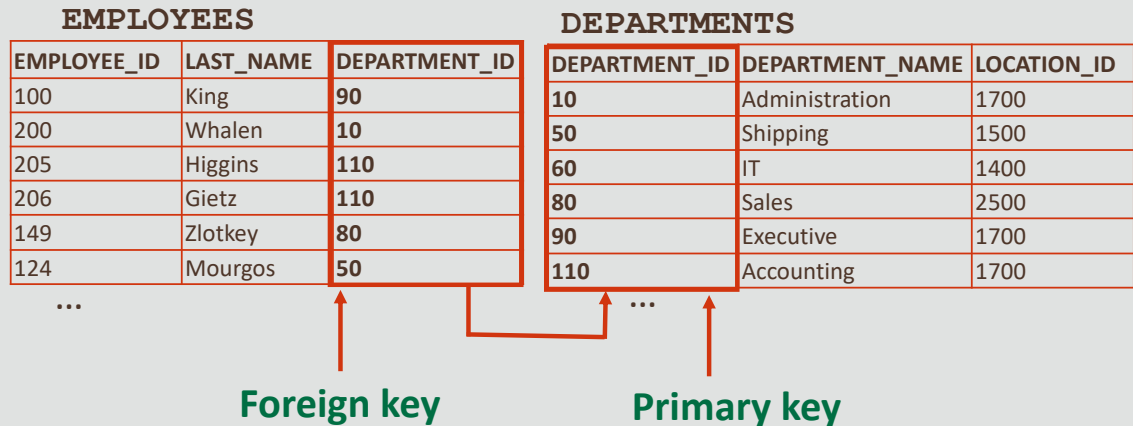 EMPLOYEES
EMPLOYEE_ID LAST_NAME DEPARTMENT_ID
100 King 90
200 Whalen 10
205 Higgins 110
206 Gietz 110
149 Zlotkey 80
124 Mourgos 50
...
Foreign key
DEPARTMENTS
DEPARTMENT_ID DEPARTMENT_NAME LOCATION_ID
10 Administration 1700
50 Shipping 1500
60 IT 1400
80 Sales 2500
90 Executive 1700
110 Accounting 1700
...
Primary key